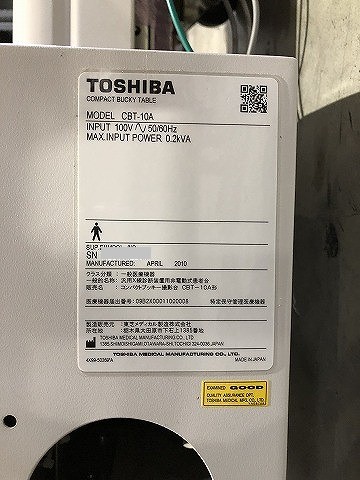 TOSHIBA
COMPACT BUCKY TABLE
MODEL CBT-10A
INPUT 100V 50/60Hz
MAX.INPUT POWER 0.2kVA
SN
MANUFACTURED: APRIL 2010
クラス分類 : 一般医療機器
一般的名称: 汎用X線診断装置用非電動式患者台
販売名 : コンパクトブッキー撮影台 CBT-10A形
医療機器届出番号 : 09B2X00011000008 特定保守管理医療機器
製造販売元 : 東芝メディカル製造株式会社
所在地 : 栃木県大田原市下石上1385番地
TOSHIBA MEDICAL MANUFACTURING CO., LTD.
1385,SHIMOISHIGAMI,OTAWARA-SHI,TOCHIGI 324-0036 JAPAN
TOSHIBA MEDICAL MANUFACTURING CO., LTD.
MADE IN JAPAN
EXAMINED GOOD
QUALITY ASSURANCE DPT.
TOSHIBA MEDICAL MFG. CO., LTD.